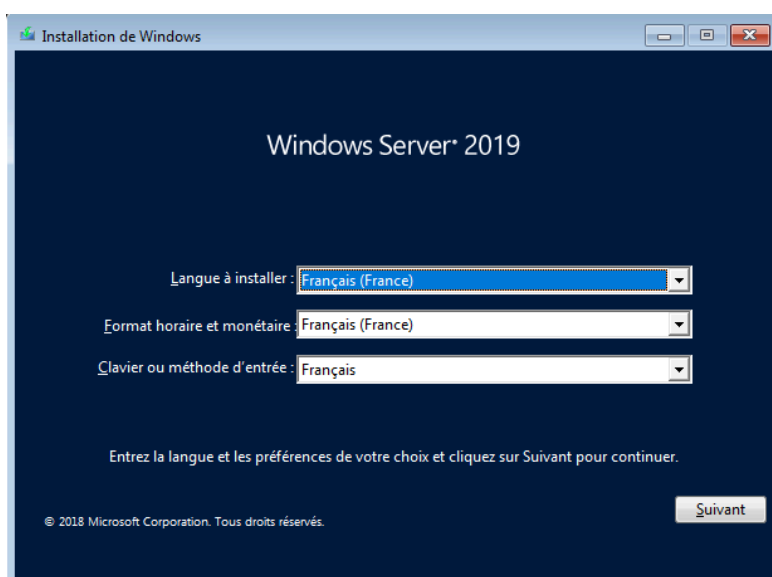 Installation de Windows
Windows Server® 2019
Langue à installer : Français (France)
Format horaire et monétaire : Français (France)
Clavier ou méthode d'entrée : Français
Entrez la langue et les préférences de votre choix et cliquez sur Suivant pour continuer.
Suivant
© 2018 Microsoft Corporation. Tous droits réservés.